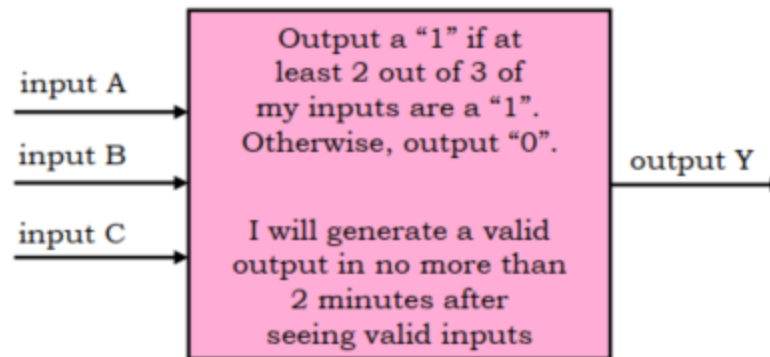 input A
input B
input C
Output a “1” if at
least 2 out of 3 of
my inputs are a “1”.
Otherwise, output “0”.
I will generate a valid
output in no more than
2 minutes after
seeing valid inputs
output Y